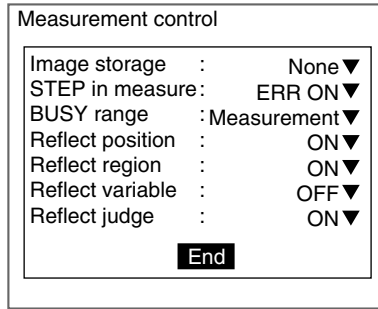 Measurement control
Image storage : None▼
STEP in measure: ERR ON▼
BUSY range : Measurement▼
Reflect position : ON▼
Reflect region : ON▼
Reflect variable : OFF▼
Reflect judge : ON▼
End